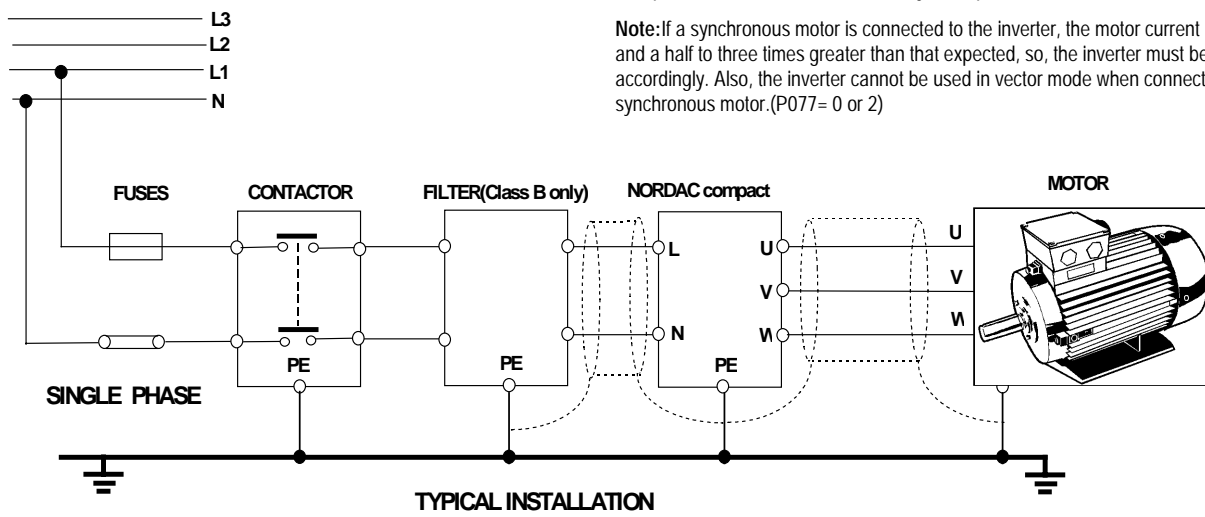 L3
L2
L1
N
Note:If a synchronous motor is connected to the inverter, the motor current
and a half to three times greater than that expected, so, the inverter must be
accordingly. Also, the inverter cannot be used in vector mode when connect
synchronous motor.(P077= 0 or 2)
FUSES
CONTACTOR
FILTER(Class B only)
NORDAC compact
MOTOR
L
U
U
V
V
N
W
W
PE
PE
PE
SINGLE PHASE
TYPICAL INSTALLATION